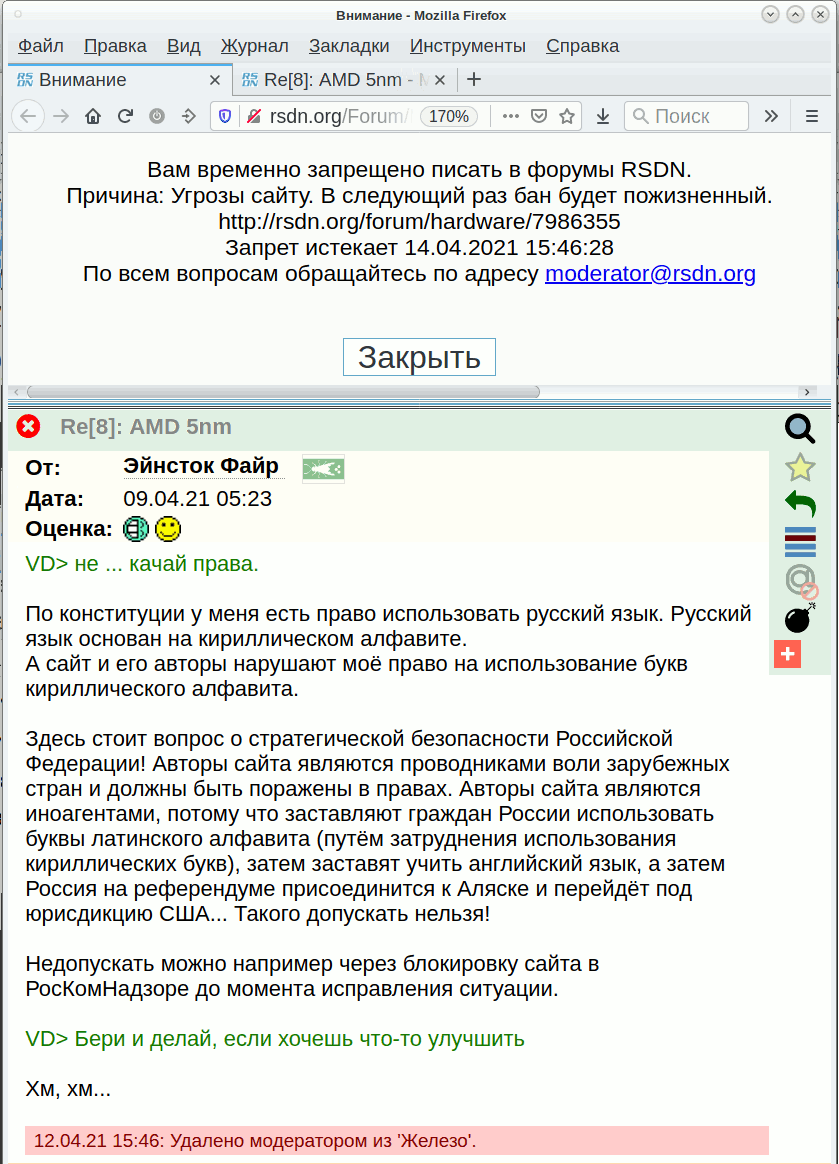 Внимание - Mozilla Firefox
Файл Правка Вид Журнал Закладки Инструменты Справка
RSDN Внимание RSDN Re[8]: AMD 5nm -
rsdn.org/Forum/ 170% Поиск
Вам временно запрещено писать в форумы RSDN.
Причина: Угрозы сайту. В следующий раз бан будет пожизненный.
http://rsdn.org/forum/hardware/7986355
Запрет истекает 14.04.2021 15:46:28
По всем вопросам обращайтесь по адресу moderator@rsdn.org
Закрыть
Re[8]: AMD 5nm
От: Эйнсток Файр
Дата: 09.04.21 05:23
Оценка:
VD> не ... качай права.
По конституции у меня есть право использовать русский язык. Русский
язык основан на кириллическом алфавите.
А сайт и его авторы нарушают моё право на использование букв
кириллического алфавита.
Здесь стоит вопрос о стратегической безопасности Российской
Федерации! Авторы сайта являются проводниками воли зарубежных
стран и должны быть поражены в правах. Авторы сайта являются
иноагентами, потому что заставляют граждан России использовать
буквы латинского алфавита (путём затруднения использования
кириллических букв), затем заставят учить английский язык, а затем
Россия на референдуме присоединится к Аляске и перейдёт под
юрисдикцию США... Такого допускать нельзя!
Недопускать можно например через блокировку сайта в
РосКомНадзоре до момента исправления ситуации.
VD> Бери и делай, если хочешь что-то улучшить
Хм, хм...
12.04.21 15:46: Удалено модератором из 'Железо'.